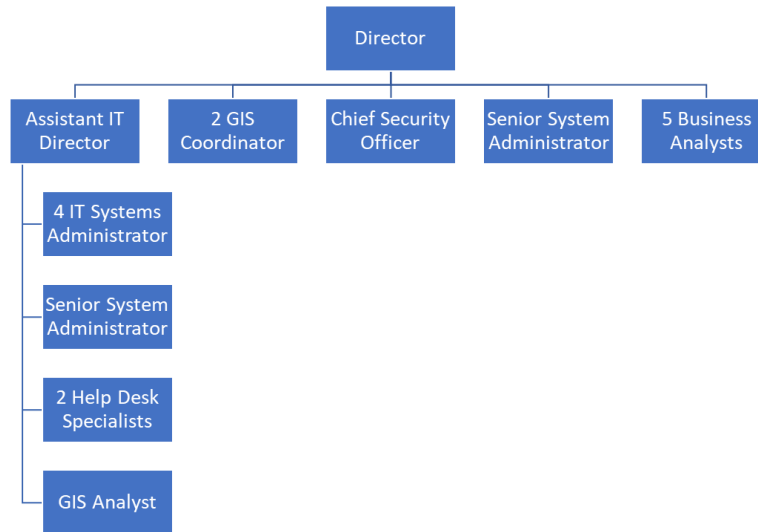 Director
Assistant IT
Director
2 GIS
Coordinator
Chief Security
Officer
Senior System
Administrator
5 Business
Analysts
4 IT Systems
Administrator
Senior System
Administrator
2 Help Desk
Specialists
GIS Analyst